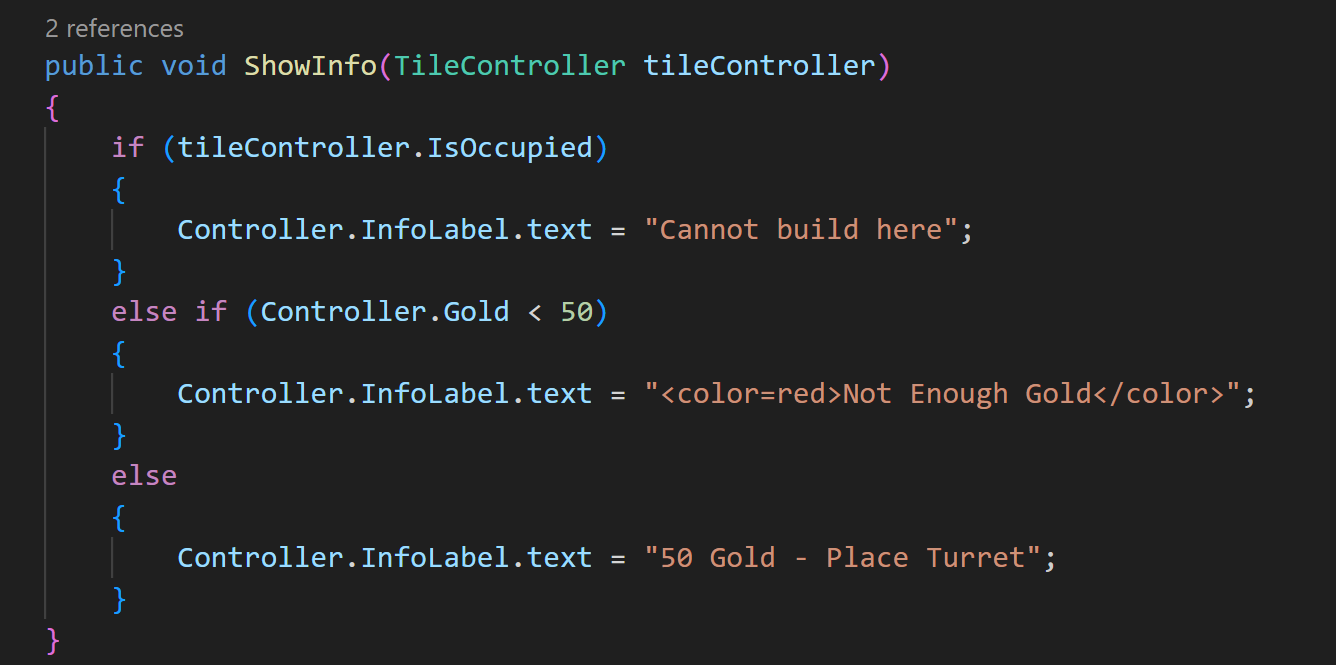 2 references
public void ShowInfo(TileController tileController)
{
    if (tileController.IsOccupied)
    {
        Controller.InfoLabel.text = "Cannot build here";
    }
    else if (Controller.Gold < 50)
    {
        Controller.InfoLabel.text = "<color=red>Not Enough Gold</color>";
    }
    else
    {
        Controller.InfoLabel.text = "50 Gold - Place Turret";
    }
}